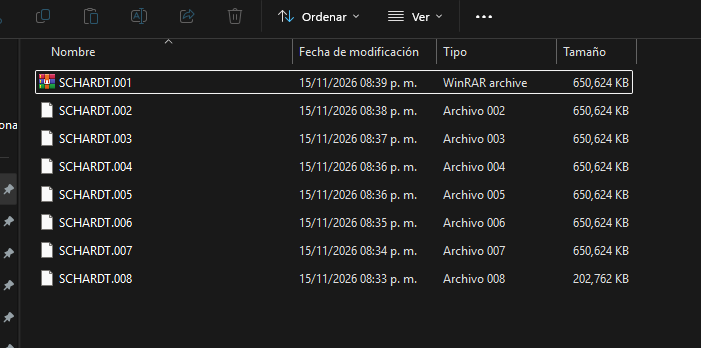 Ordenar Ver
Nombre Fecha de modificación Tipo Tamaño
SCHARDT.001 15/11/2026 08:39 p. m. WinRAR archive 650,624 KB
SCHARDT.002 15/11/2026 08:38 p. m. Archivo 002 650,624 KB
ona
SCHARDT.003 15/11/2026 08:37 p. m. Archivo 003 650,624 KB
SCHARDT.004 15/11/2026 08:36 p. m. Archivo 004 650,624 KB
SCHARDT.005 15/11/2026 08:36 p. m. Archivo 005 650,624 KB
SCHARDT.006 15/11/2026 08:35 p. m. Archivo 006 650,624 KB
SCHARDT.007 15/11/2026 08:34 p. m. Archivo 007 650,624 KB
SCHARDT.008 15/11/2026 08:33 p. m. Archivo 008 202,762 KB